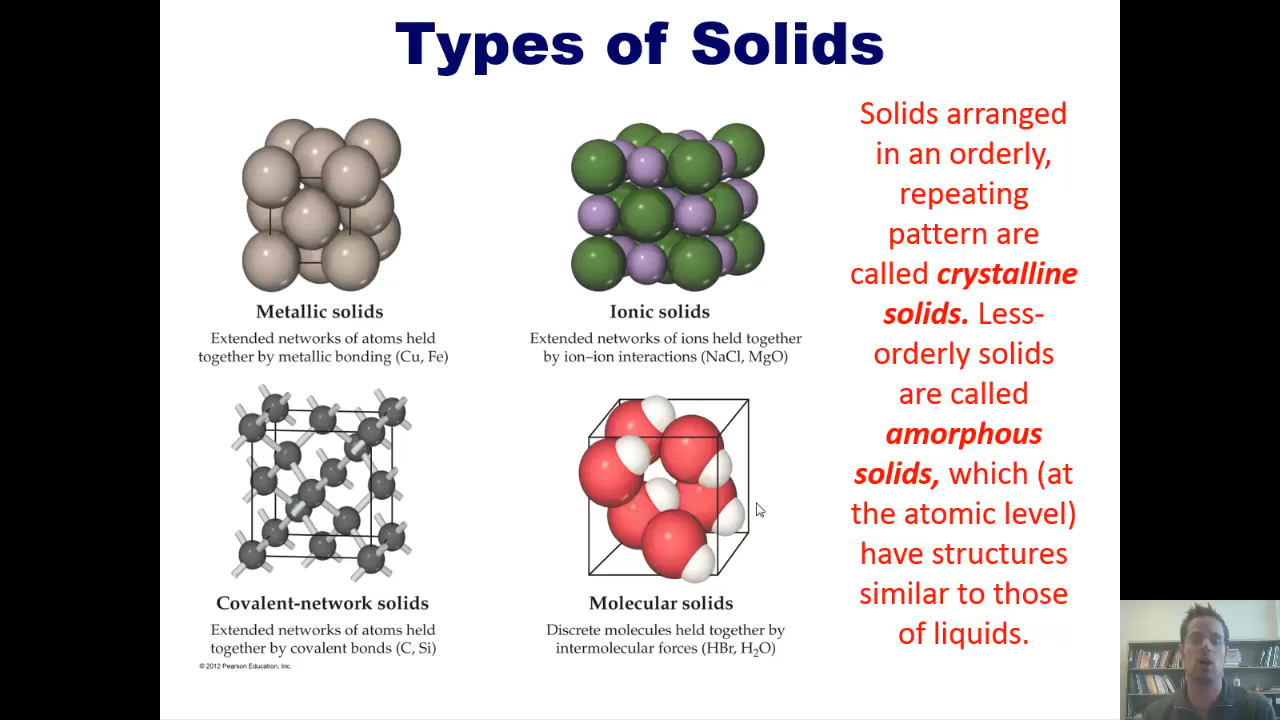 Types of Solids
Metallic solids
Extended networks of atoms held
together by metallic bonding (Cu, Fe)
Ionic solids
Extended networks of ions held together
by ion–ion interactions (NaCl, MgO)
Covalent-network solids
Extended networks of atoms held
together by covalent bonds (C, Si)
© 2012 Pearson Education, Inc.
Molecular solids
Discrete molecules held together by
intermolecular forces (HBr, H₂O)
Solids arranged
in an orderly,
repeating
pattern are
called crystalline
solids. Less-
orderly solids
are called
amorphous
solids, which (at
the atomic level)
have structures
similar to those
of liquids.